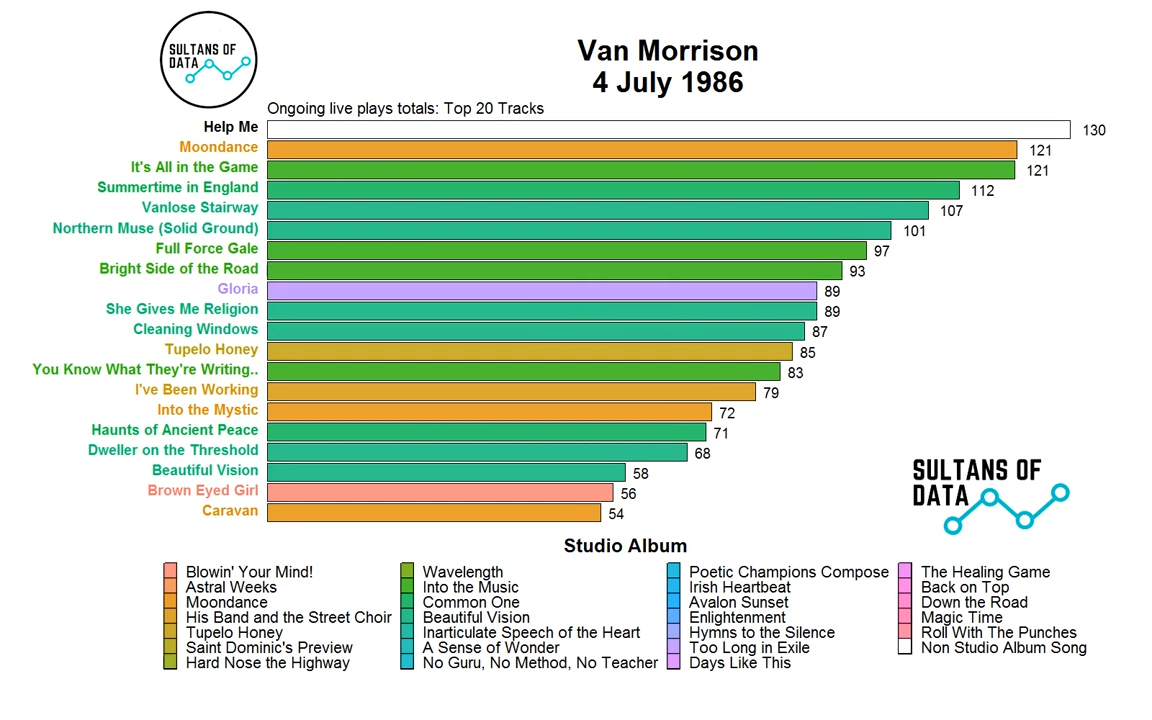 SULTANS OF
DATA
Van Morrison
4 July 1986
Ongoing live plays totals: Top 20 Tracks
Help Me 130
Moondance 121
It's All in the Game 121
Summertime in England 112
Vanlose Stairway 107
Northern Muse (Solid Ground) 101
Full Force Gale 97
Bright Side of the Road 93
Gloria 89
She Gives Me Religion 89
Cleaning Windows 87
Tupelo Honey 85
You Know What They're Writing.. 83
I've Been Working 79
Into the Mystic 72
Haunts of Ancient Peace 71
Dweller on the Threshold 68
Beautiful Vision 58
Brown Eyed Girl 56
Caravan 54
SULTANS OF
DATA
Studio Album
Blowin' Your Mind!
Astral Weeks
Moondance
His Band and the Street Choir
Tupelo Honey
Saint Dominic's Preview
Hard Nose the Highway
Wavelength
Into the Music
Common One
Beautiful Vision
Inarticulate Speech of the Heart
A Sense of Wonder
No Guru, No Method, No Teacher
Poetic Champions Compose
Irish Heartbeat
Avalon Sunset
Enlightenment
Hymns to the Silence
Too Long in Exile
Days Like This
The Healing Game
Back on Top
Down the Road
Magic Time
Roll With The Punches
Non Studio Album Song